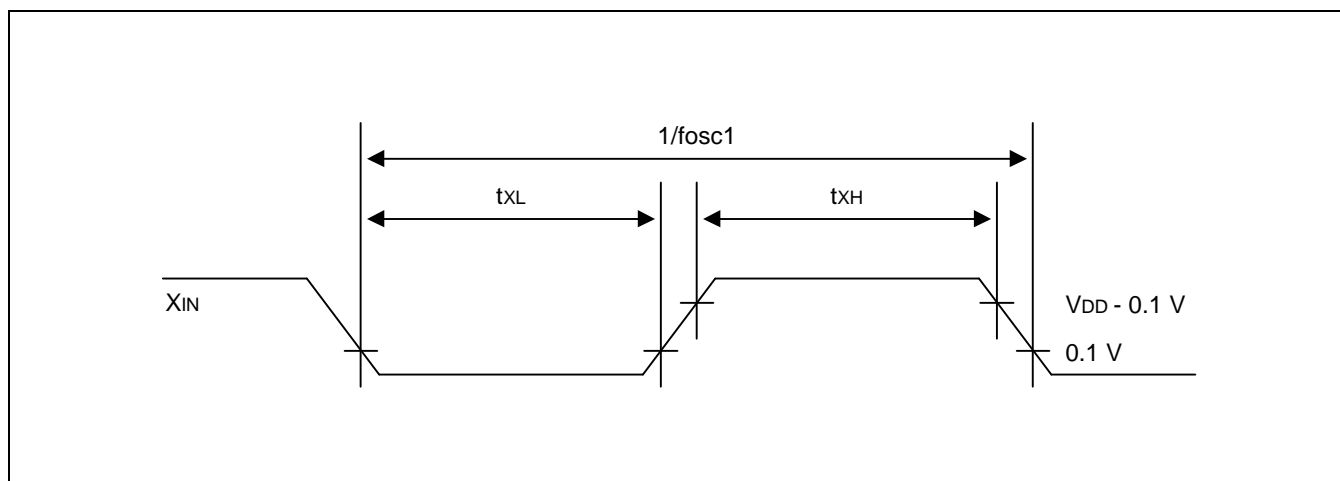 1/fosc1
tXL
tXH
XIN
VDD - 0.1 V
0.1 V